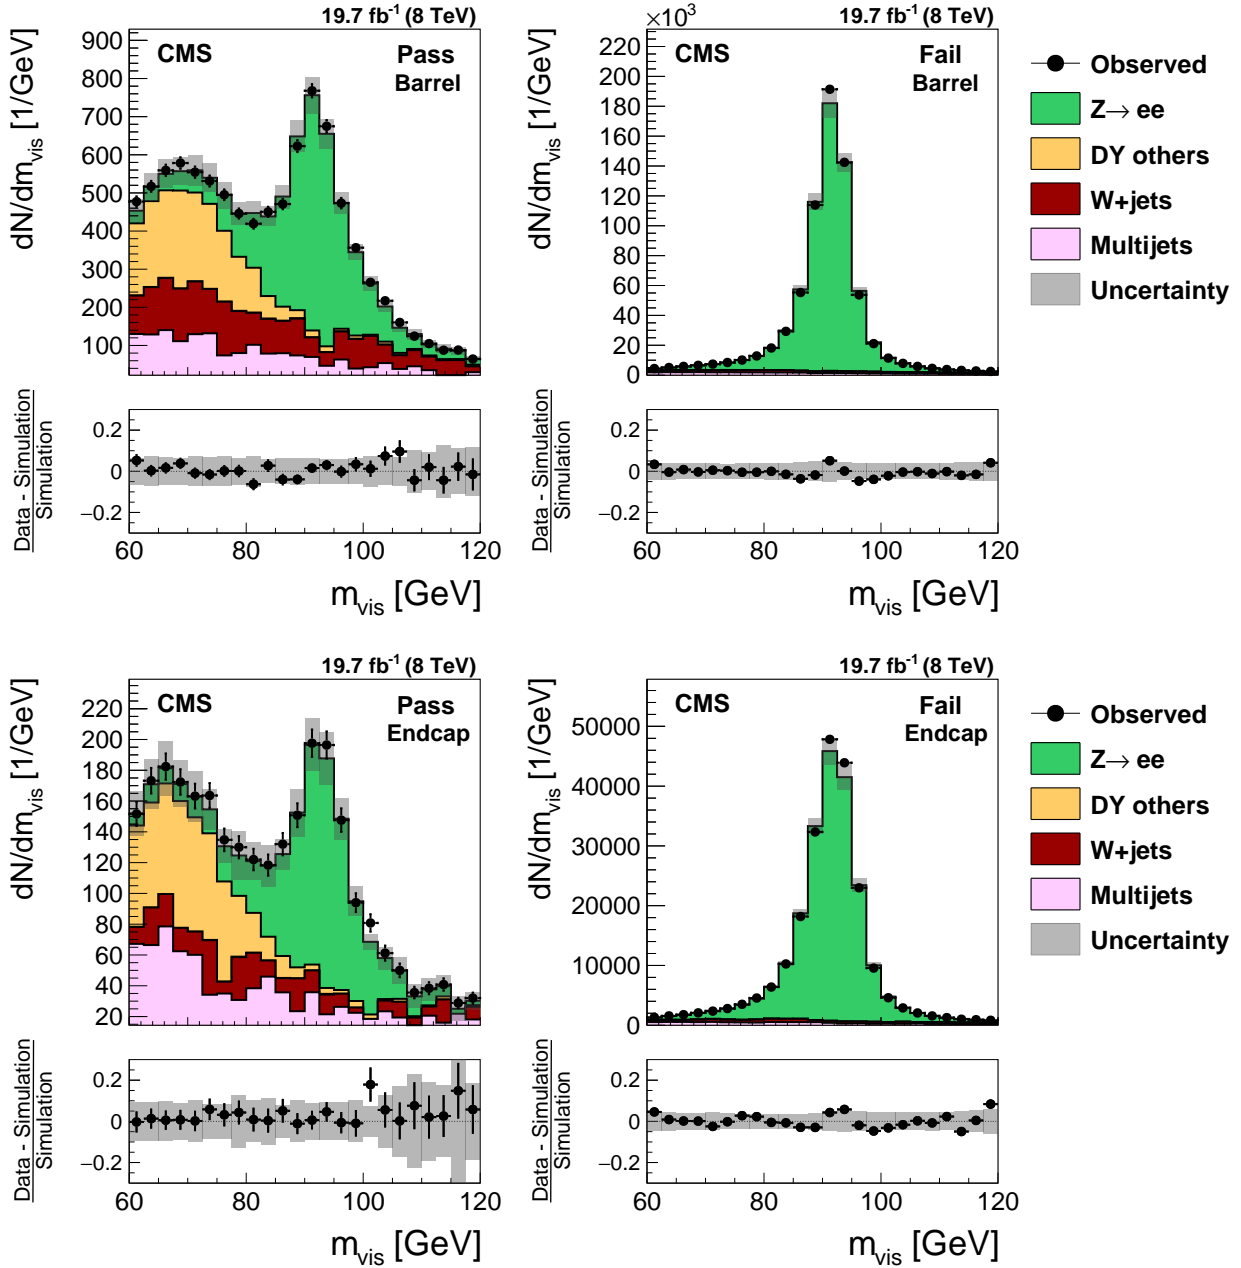 19.7 fb⁻¹ (8 TeV)
CMS
Pass
Barrel
dN/dm_vis [1/GeV]
900
800
700
600
500
400
300
200
100
Data - Simulation
Simulation
0.2
0
−0.2
60 80 100 120
m_vis [GeV]
×10³
19.7 fb⁻¹ (8 TeV)
CMS
Fail
Barrel
dN/dm_vis [1/GeV]
220
200
180
160
140
120
100
80
60
40
20
0
Data - Simulation
Simulation
0.2
0
−0.2
60 80 100 120
m_vis [GeV]
Observed
Z→ ee
DY others
W+jets
Multijets
Uncertainty
19.7 fb⁻¹ (8 TeV)
CMS
Pass
Endcap
dN/dm_vis [1/GeV]
220
200
180
160
140
120
100
80
60
40
20
Data - Simulation
Simulation
0.2
0
−0.2
60 80 100 120
m_vis [GeV]
19.7 fb⁻¹ (8 TeV)
CMS
Fail
Endcap
dN/dm_vis [1/GeV]
50000
40000
30000
20000
10000
0
Data - Simulation
Simulation
0.2
0
−0.2
60 80 100 120
m_vis [GeV]
Observed
Z→ ee
DY others
W+jets
Multijets
Uncertainty